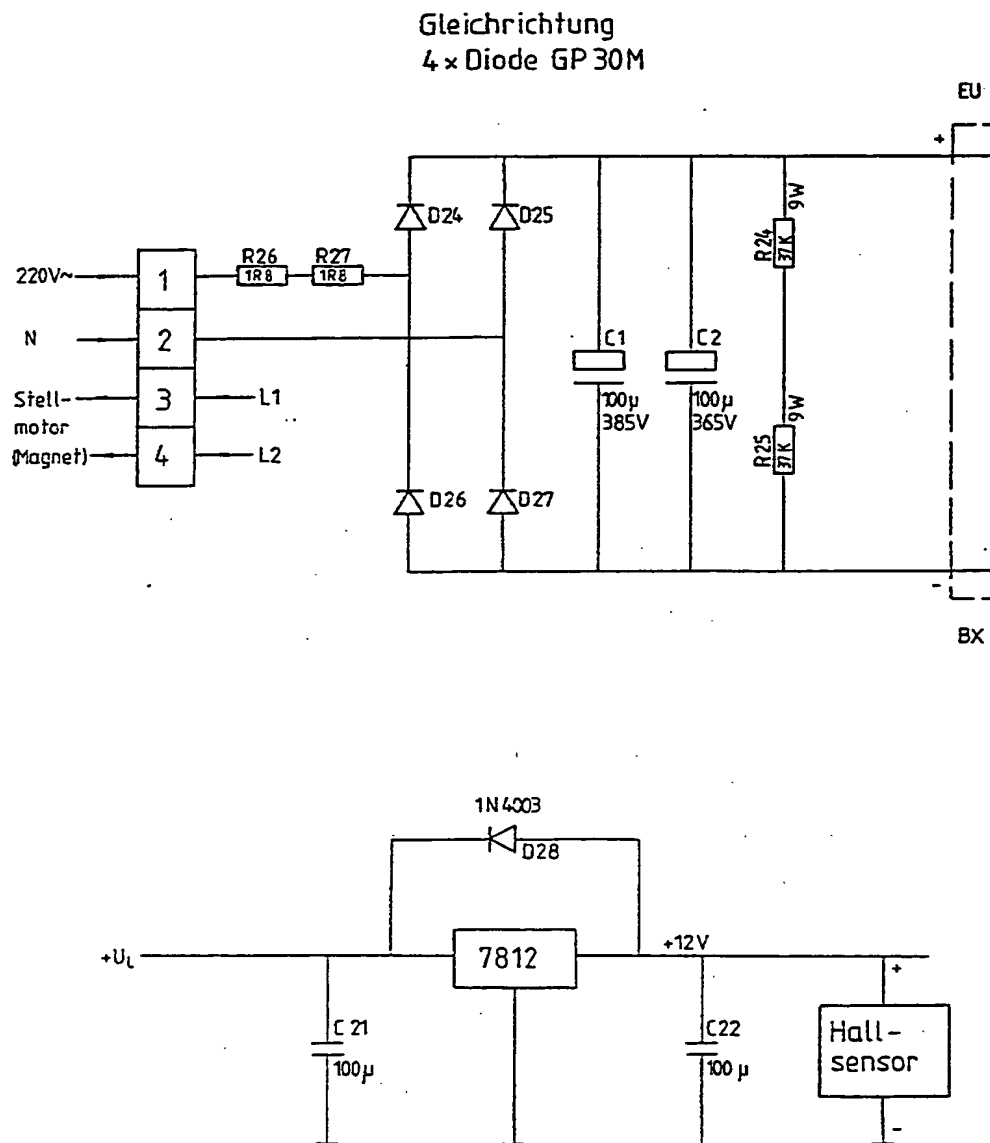 Gleichrichtung
4 x Diode GP 30M
EU
+
D24
D25
9W
R24
37K
220V~
1
R26
1R8
R27
1R8
N
2
C1
100µ
385V
C2
100µ
365V
Stell-
motor
(Magnet)
3
L1
4
L2
9W
R25
37K
D26
D27
-
BX
1N4003
D28
+UL
7812
+12V
+
C21
100µ
C22
100µ
Hall-
sensor
-